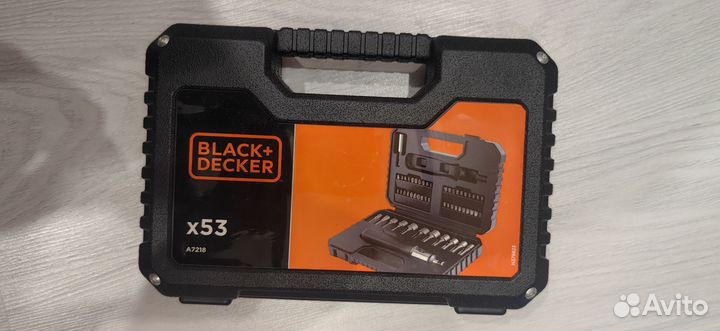 BLACK+
DECKER
x53
A7218
Avito